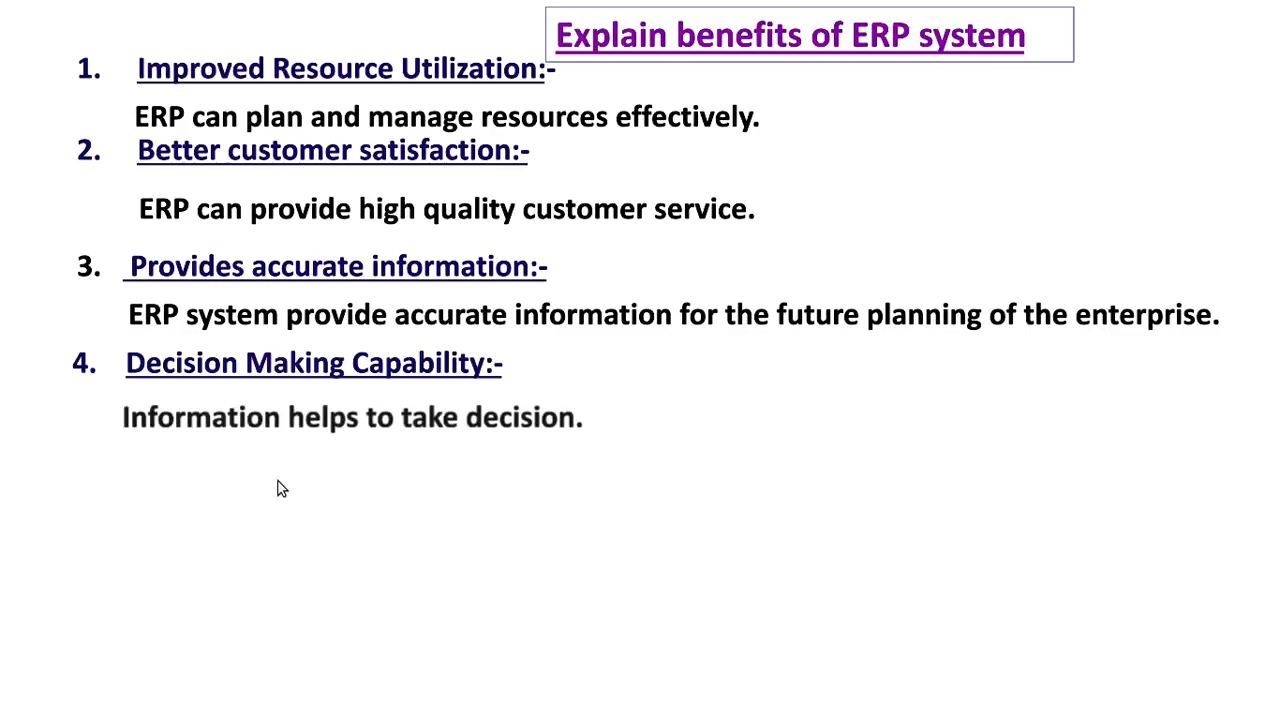 Explain benefits of ERP system
1. Improved Resource Utilization:-
ERP can plan and manage resources effectively.
2. Better customer satisfaction:-
ERP can provide high quality customer service.
3. Provides accurate information:-
ERP system provide accurate information for the future planning of the enterprise.
4. Decision Making Capability:-
Information helps to take decision.